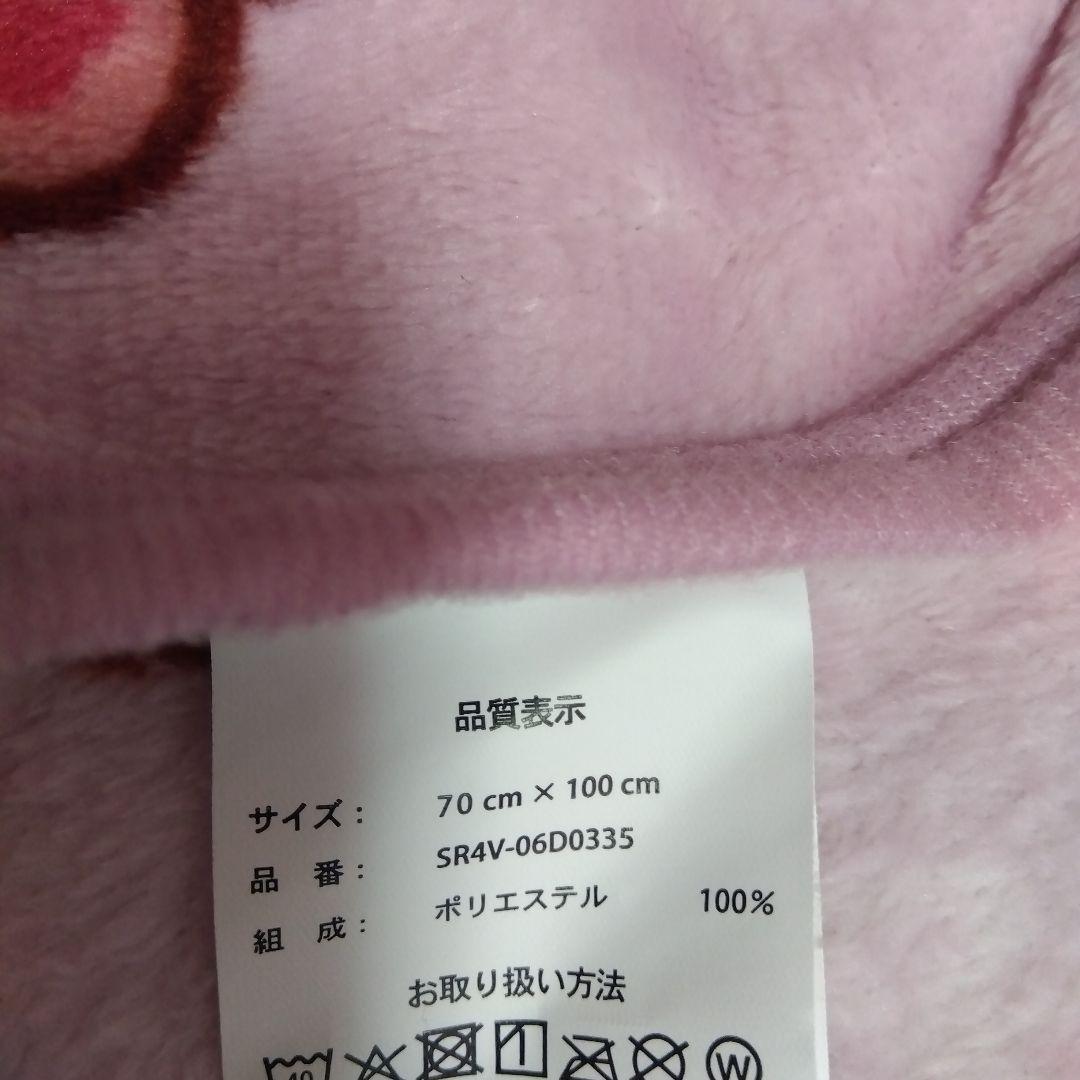 品質表示
サイズ： 70 cm × 100 cm
品 番： SR4V-06D0335
組 成： ポリエステル 100%
お取り扱い方法
40
W